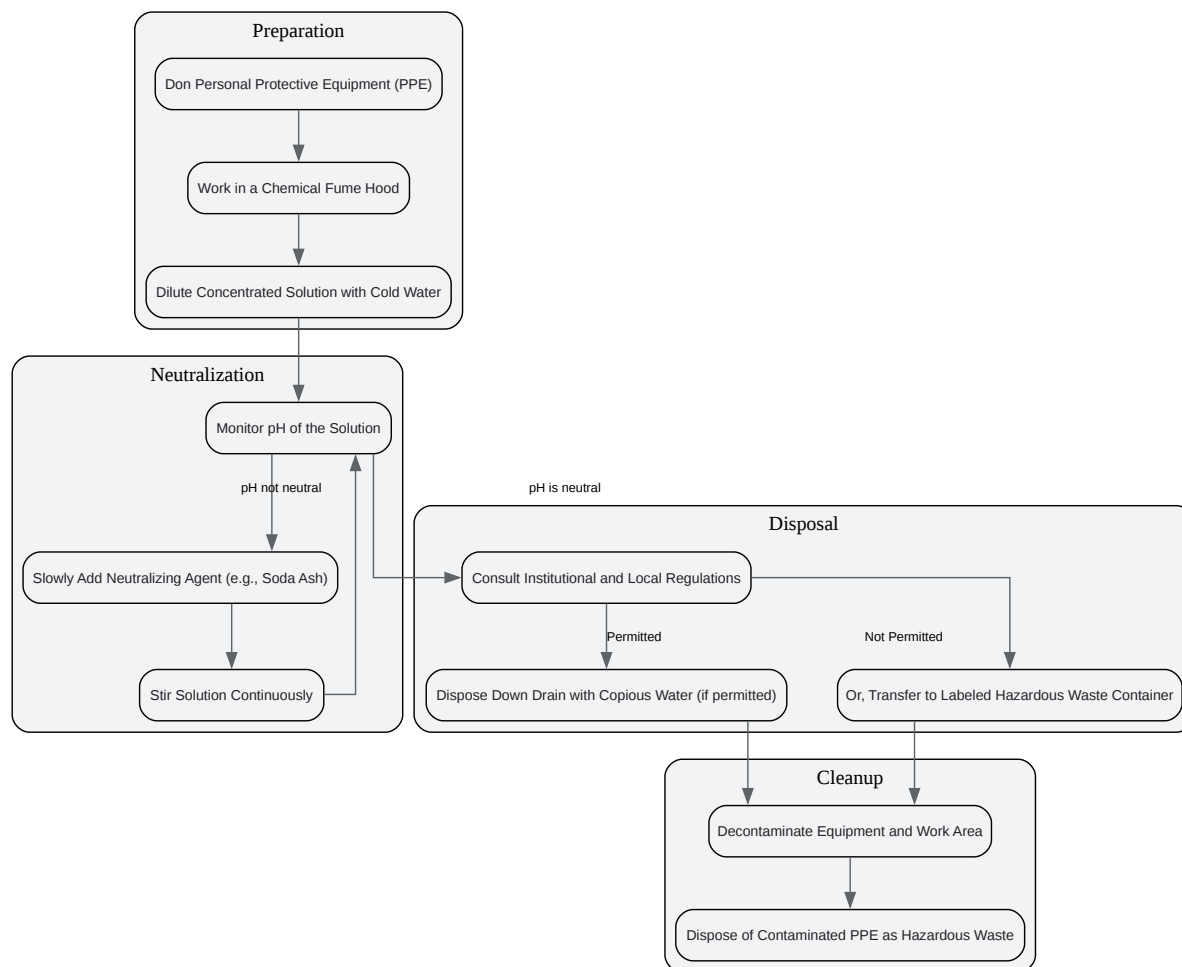 Preparation
Don Personal Protective Equipment (PPE)
Work in a Chemical Fume Hood
Dilute Concentrated Solution with Cold Water
Neutralization
Monitor pH of the Solution
pH not neutral
pH is neutral
Slowly Add Neutralizing Agent (e.g., Soda Ash)
Stir Solution Continuously
Disposal
Consult Institutional and Local Regulations
Permitted
Not Permitted
Dispose Down Drain with Copious Water (if permitted)
Or, Transfer to Labeled Hazardous Waste Container
Cleanup
Decontaminate Equipment and Work Area
Dispose of Contaminated PPE as Hazardous Waste